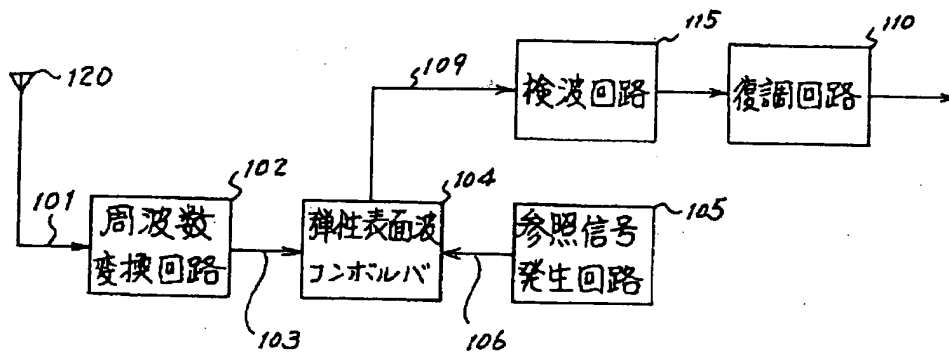 115
110
109
120
検波回路
復調回路
102
104
105
101
周波数
変換回路
弾性表面波
コンボルバ
参照信号
発生回路
103
106